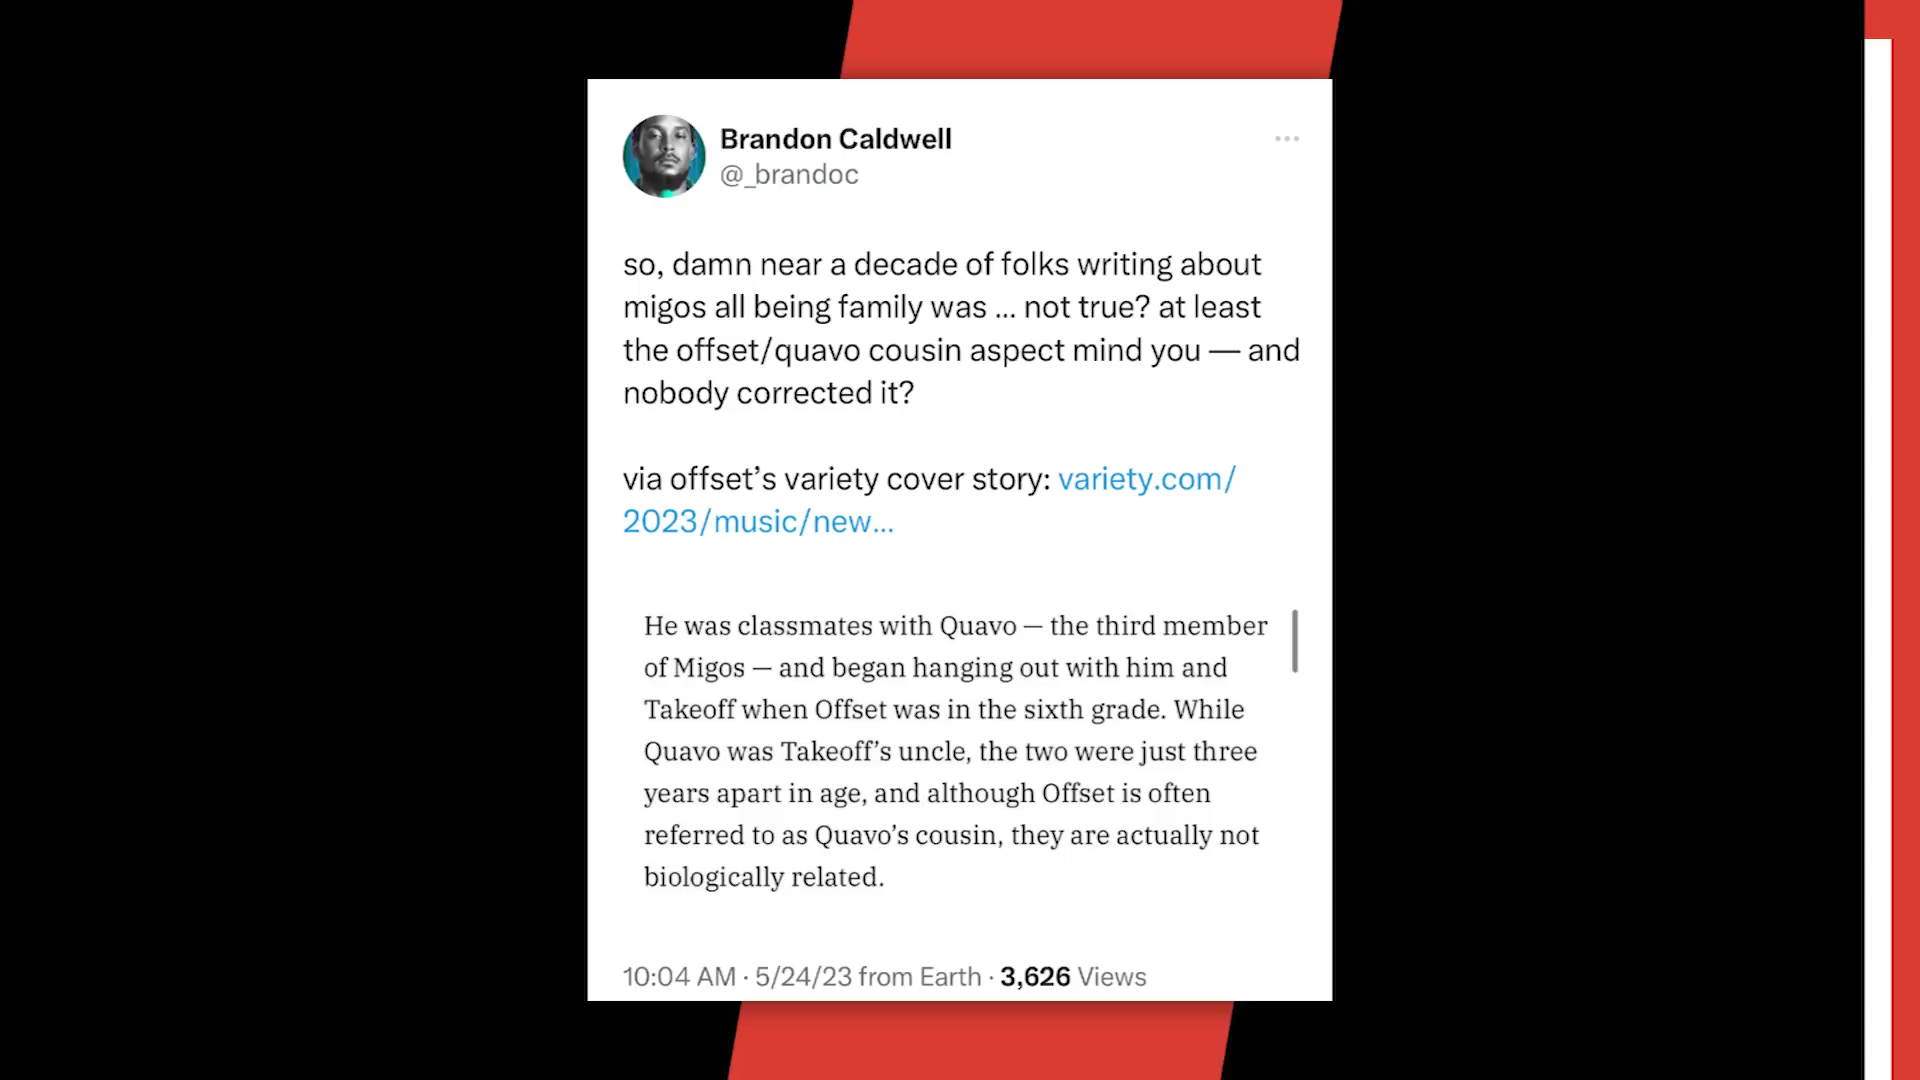 Brandon Caldwell
@_brandoc
so, damn near a decade of folks writing about
migos all being family was ... not true? at least
the offset/quavo cousin aspect mind you — and
nobody corrected it?
via offset’s variety cover story: variety.com/
2023/music/new...
He was classmates with Quavo — the third member
of Migos — and began hanging out with him and
Takeoff when Offset was in the sixth grade. While
Quavo was Takeoff’s uncle, the two were just three
years apart in age, and although Offset is often
referred to as Quavo’s cousin, they are actually not
biologically related.
10:04 AM · 5/24/23 from Earth · 3,626 Views